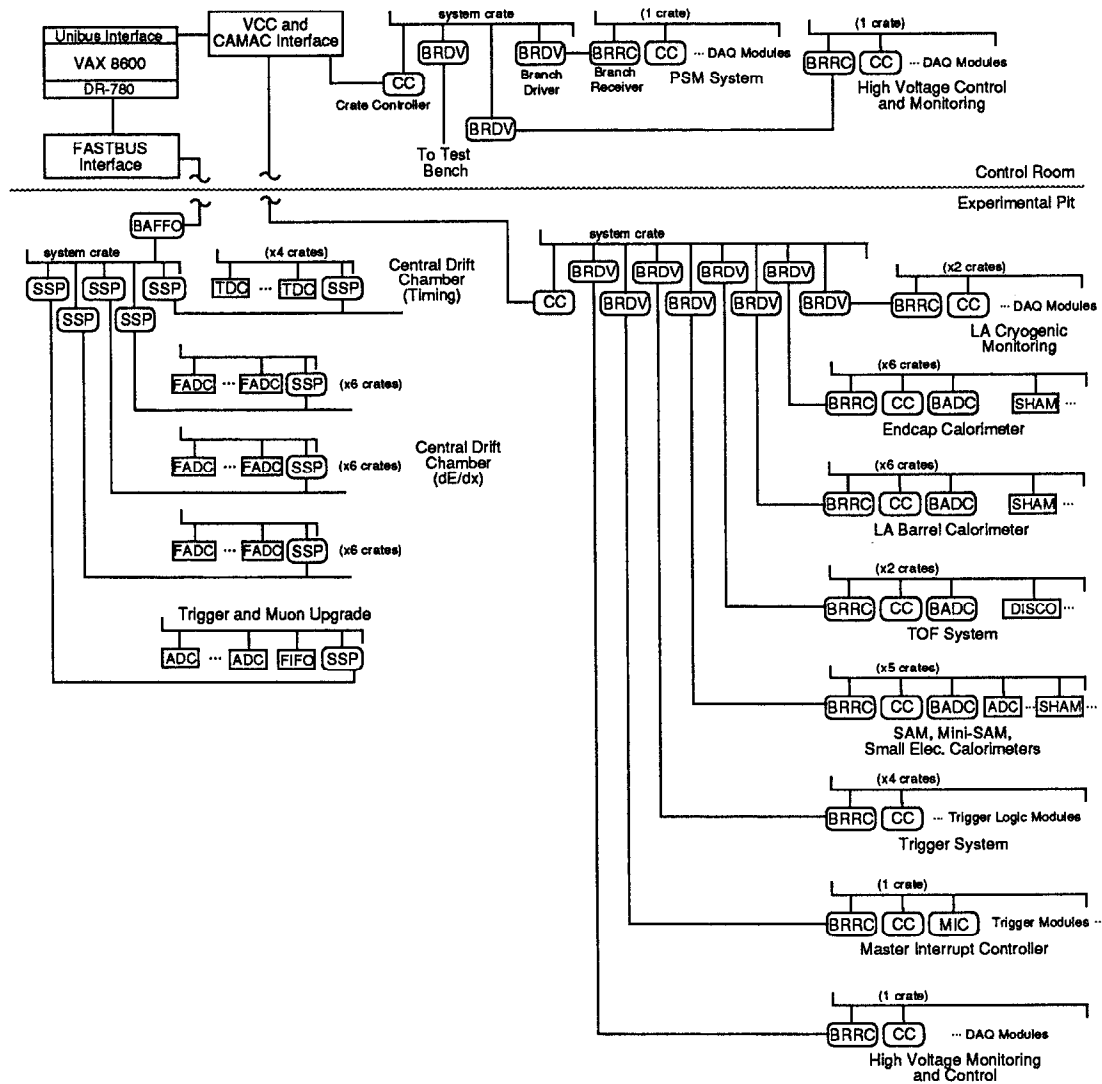 Unibus Interface
VAX 8600
DR-780
FASTBUS
Interface
VCC and
CAMAC Interface
CC
Crate Controller
system crate
BRDV
To Test
Bench
BRDV
BRDV
Branch
Driver
(1 crate)
BRRC
Branch
Receiver
CC
··· DAQ Modules
PSM System
(1 crate)
BRRC
CC
··· DAQ Modules
High Voltage Control
and Monitoring
Control Room
Experimental Pit
BAFFO
system crate
SSP
SSP
SSP
SSP
SSP
(x4 crates)
TDC ··· TDC SSP
Central Drift
Chamber
(Timing)
FADC ··· FADC SSP (x6 crates)
FADC ··· FADC SSP (x6 crates)
Central Drift
Chamber
(dE/dx)
FADC ··· FADC SSP (x6 crates)
Trigger and Muon Upgrade
ADC ··· ADC FIFO SSP
system crate
CC
BRDV BRDV BRDV BRDV
BRDV BRDV BRDV BRDV
(x2 crates)
BRRC CC ··· DAQ Modules
LA Cryogenic
Monitoring
(x6 crates)
BRRC CC BADC SHAM ···
Endcap Calorimeter
(x6 crates)
BRRC CC BADC SHAM ···
LA Barrel Calorimeter
(x2 crates)
BRRC CC BADC DISCO ···
TOF System
(x5 crates)
BRRC CC BADC ADC ··· SHAM ···
SAM, Mini-SAM,
Small Elec. Calorimeters
(x4 crates)
BRRC CC ··· Trigger Logic Modules
Trigger System
(1 crate)
BRRC CC MIC Trigger Modules ··
Master Interrupt Controller
(1 crate)
BRRC CC ··· DAQ Modules
High Voltage Monitoring
and Control